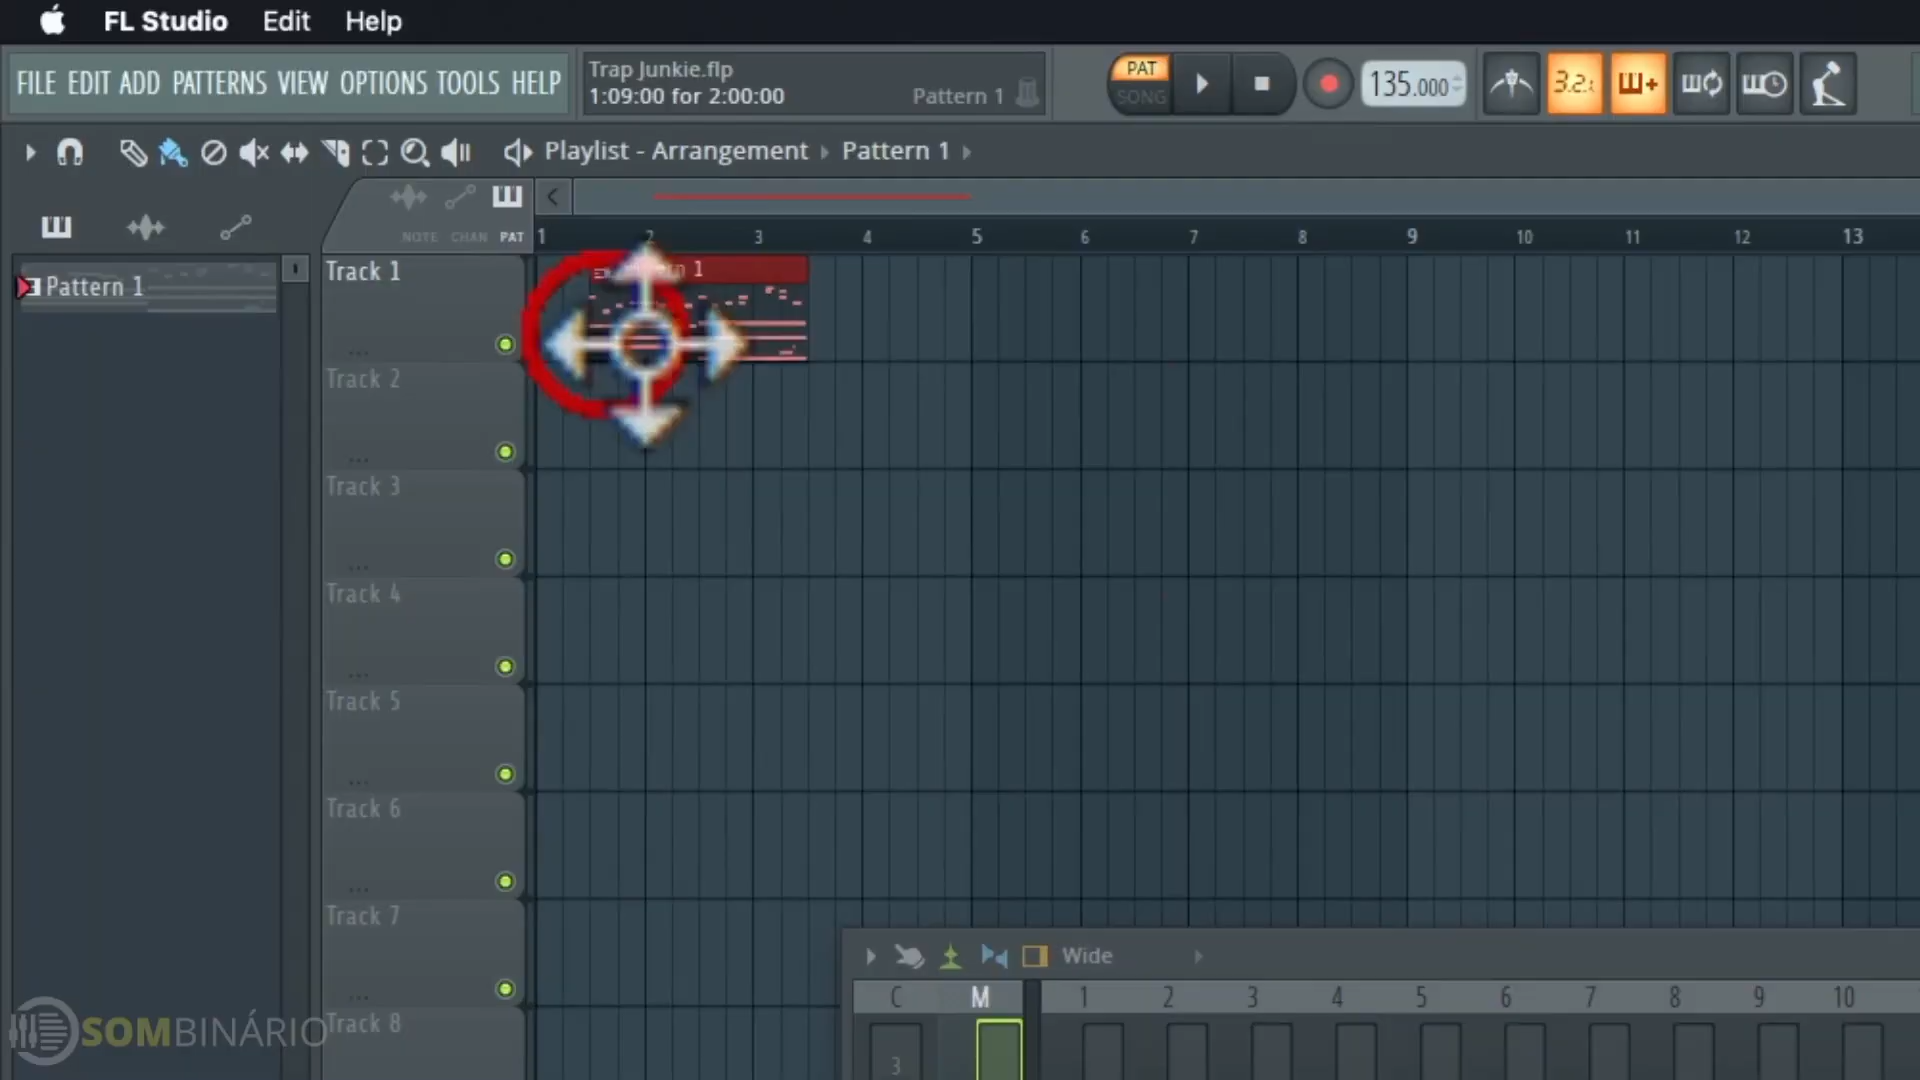 FL Studio Edit Help
FILE EDIT ADD PATTERNS VIEW OPTIONS TOOLS HELP
Trap Junkie.flp
1:09:00 for 2:00:00
Pattern 1
PAT
SONG
135.000
Playlist - Arrangement Pattern 1
NOTE CHAN PAT
1 2 3 4 5 6 7 8 9 10 11 12 13
Pattern 1
Track 1
Track 2
Track 3
Track 4
Track 5
Track 6
Track 7
Track 8
Wide
C M 1 2 3 4 5 6 7 8 9 10
3
SOMBINÁRIO